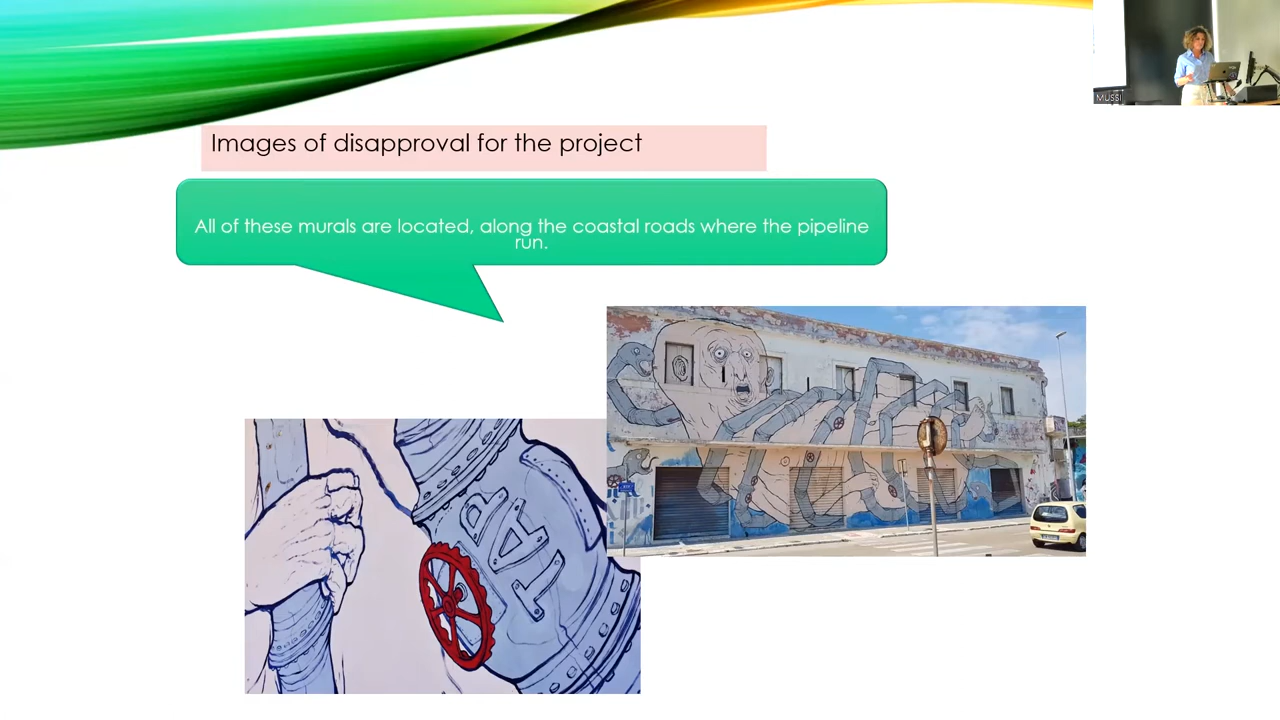 MUSSI
Images of disapproval for the project
All of these murals are located, along the coastal roads where the pipeline
run.
TAP